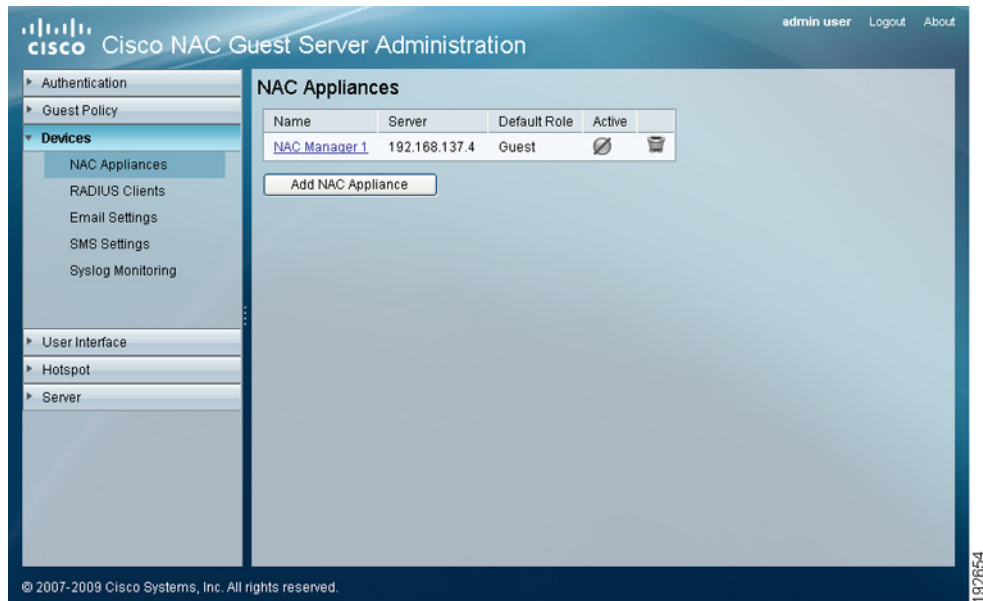 admin user Logout About
CISCO Cisco NAC Guest Server Administration
Authentication
Guest Policy
Devices
NAC Appliances
RADIUS Clients
Email Settings
SMS Settings
Syslog Monitoring
User Interface
Hotspot
Server
NAC Appliances
Name Server Default Role Active
NAC Manager 1 192.168.137.4 Guest
Add NAC Appliance
© 2007-2009 Cisco Systems, Inc. All rights reserved.
192654